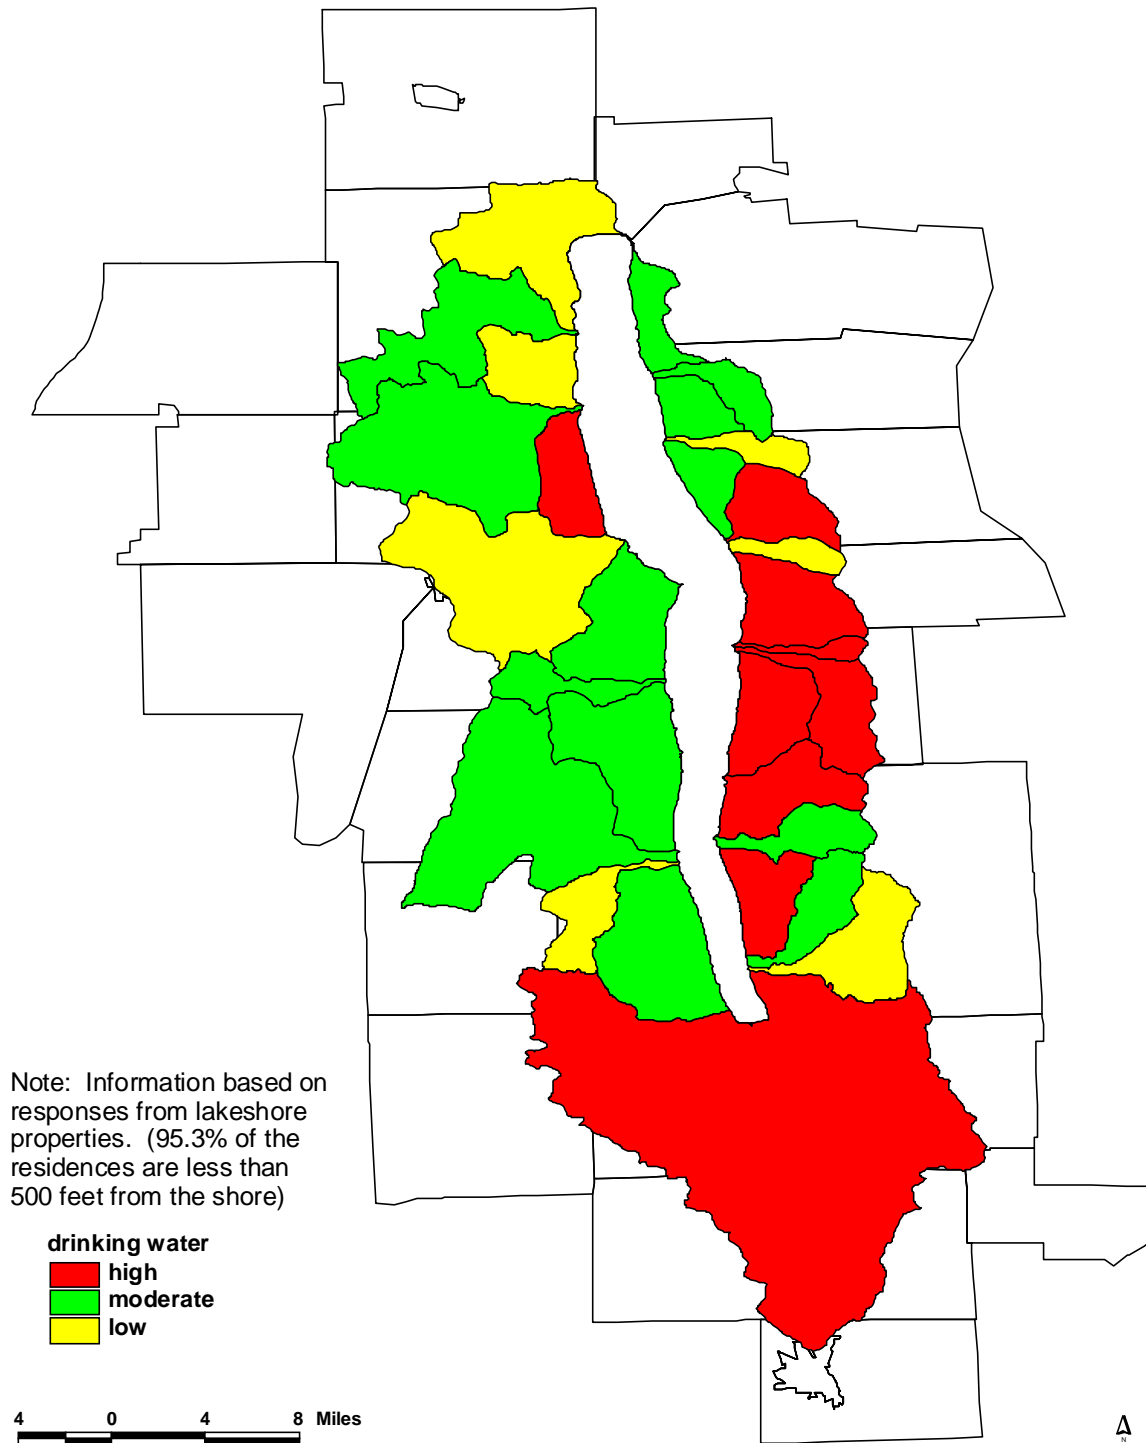 Note:  Information based on
responses from lakeshore
properties.  (95.3% of the
residences are less than
500 feet from the shore)
drinking water
high
moderate
low
4 0 4 8 Miles
N